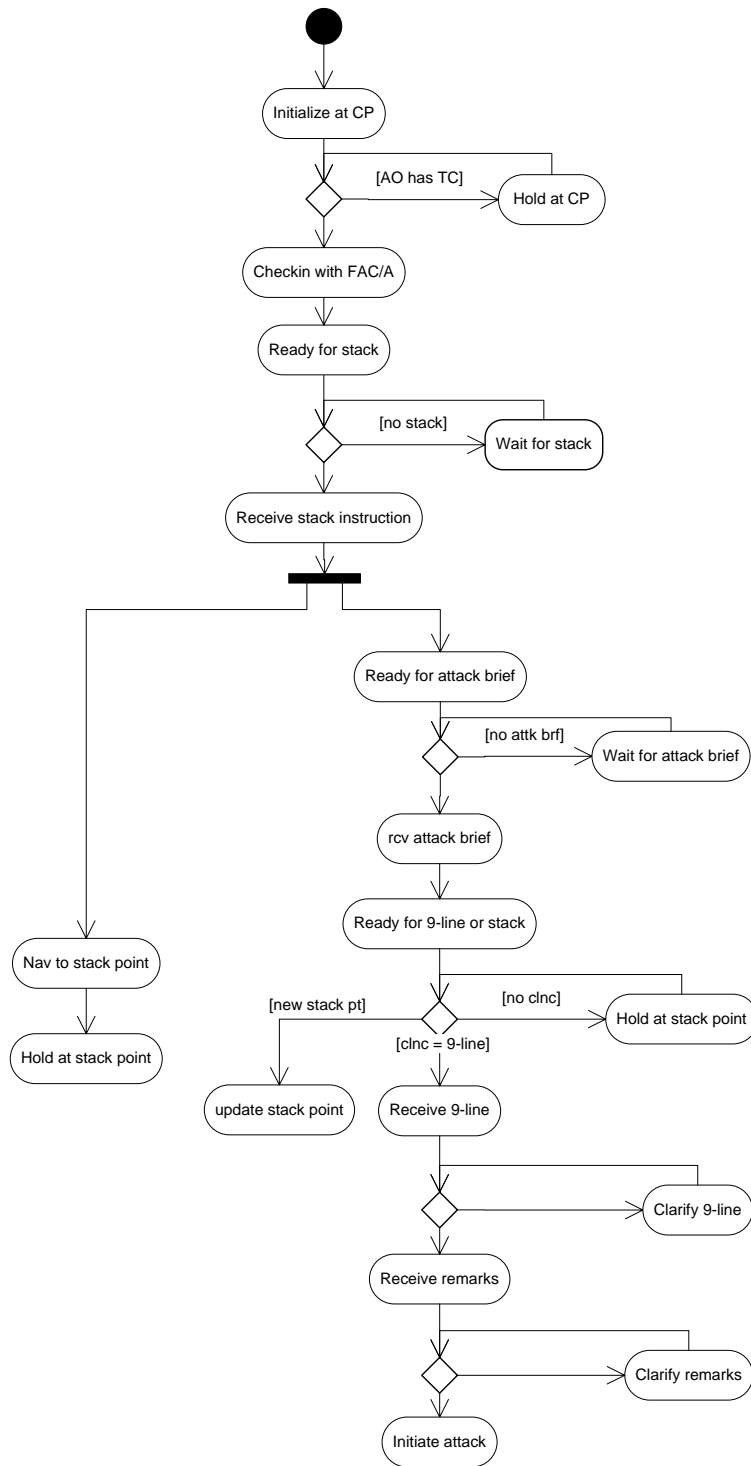 Initialize at CP
[AO has TC]
Hold at CP
Checkin with FAC/A
Ready for stack
[no stack]
Wait for stack
Receive stack instruction
Ready for attack brief
[no attk brf]
Wait for attack brief
rcv attack brief
Ready for 9-line or stack
Nav to stack point
[new stack pt]
[no clnc]
Hold at stack point
[clnc = 9-line]
Hold at stack point
update stack point
Receive 9-line
Clarify 9-line
Receive remarks
Clarify remarks
Initiate attack